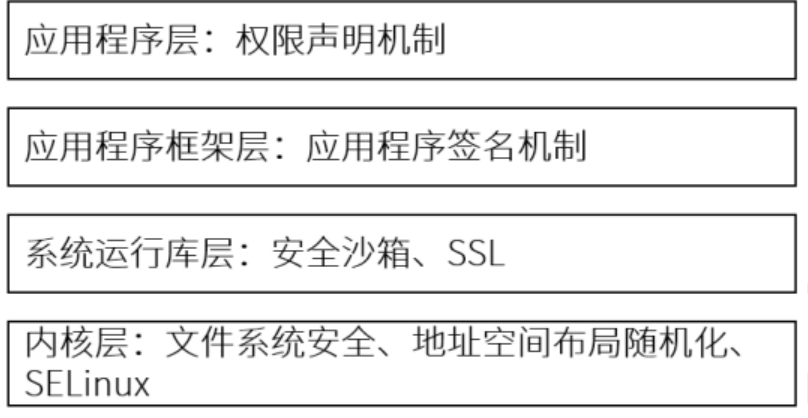 应用程序层：权限声明机制
应用程序框架层：应用程序签名机制
系统运行库层：安全沙箱、SSL
内核层：文件系统安全、地址空间布局随机化、
SELinux